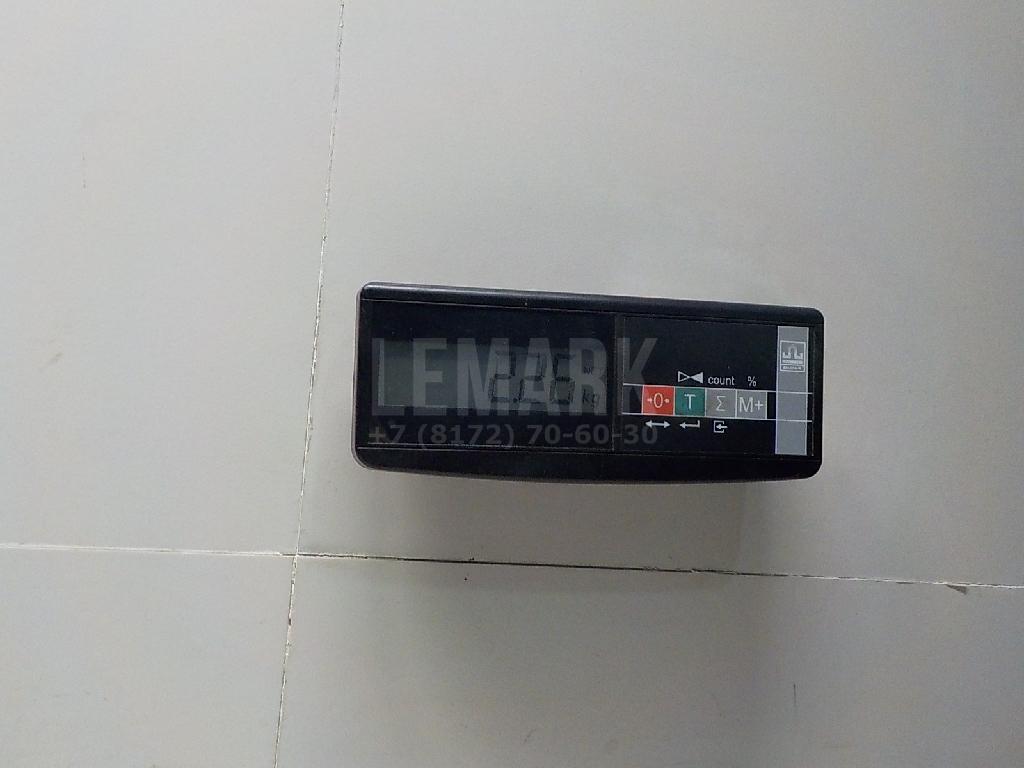 LEMARK
2.26 kg
+7 (8172) 70-60-30
count %
→0← T Σ M+